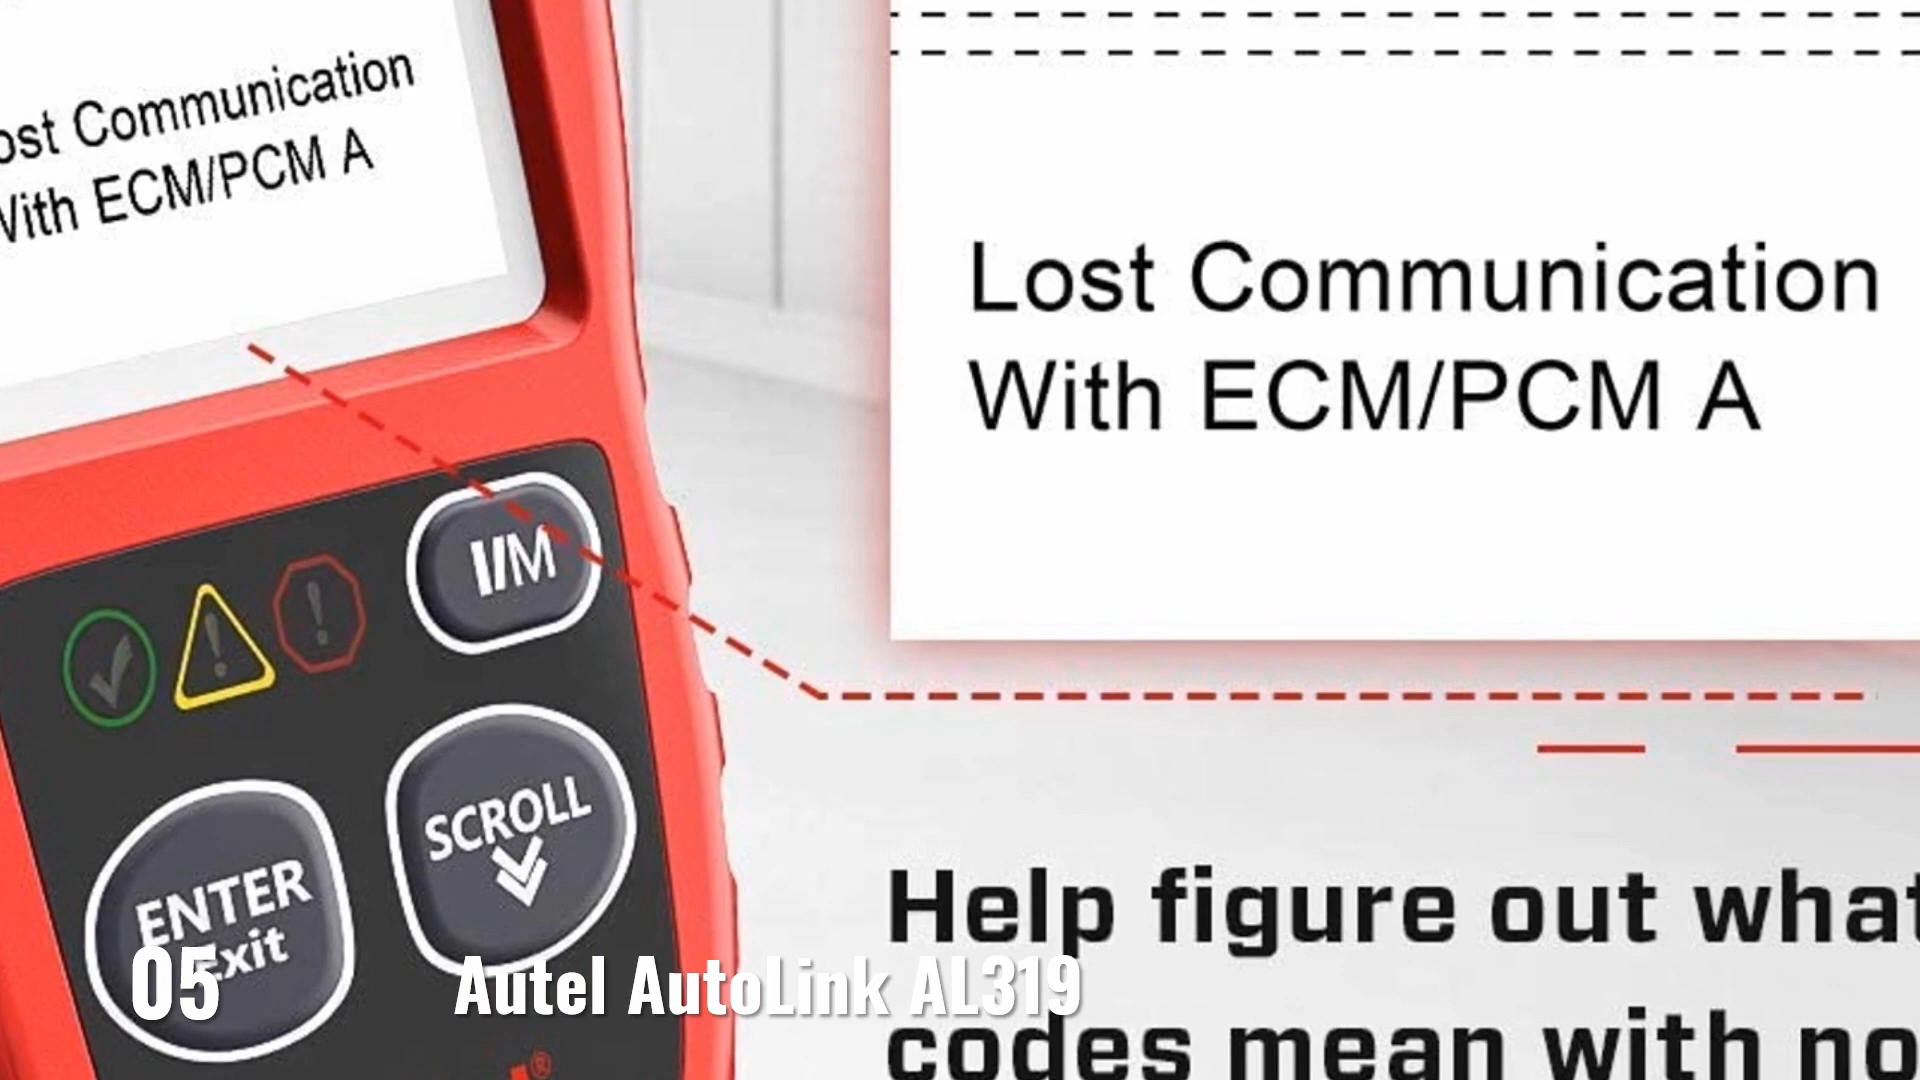 ost Communication
With ECM/PCM A
Lost Communication
With ECM/PCM A
I/M
SCROLL
ENTER
Exit
Help figure out what
codes mean with no
05 Autel AutoLink AL319
®